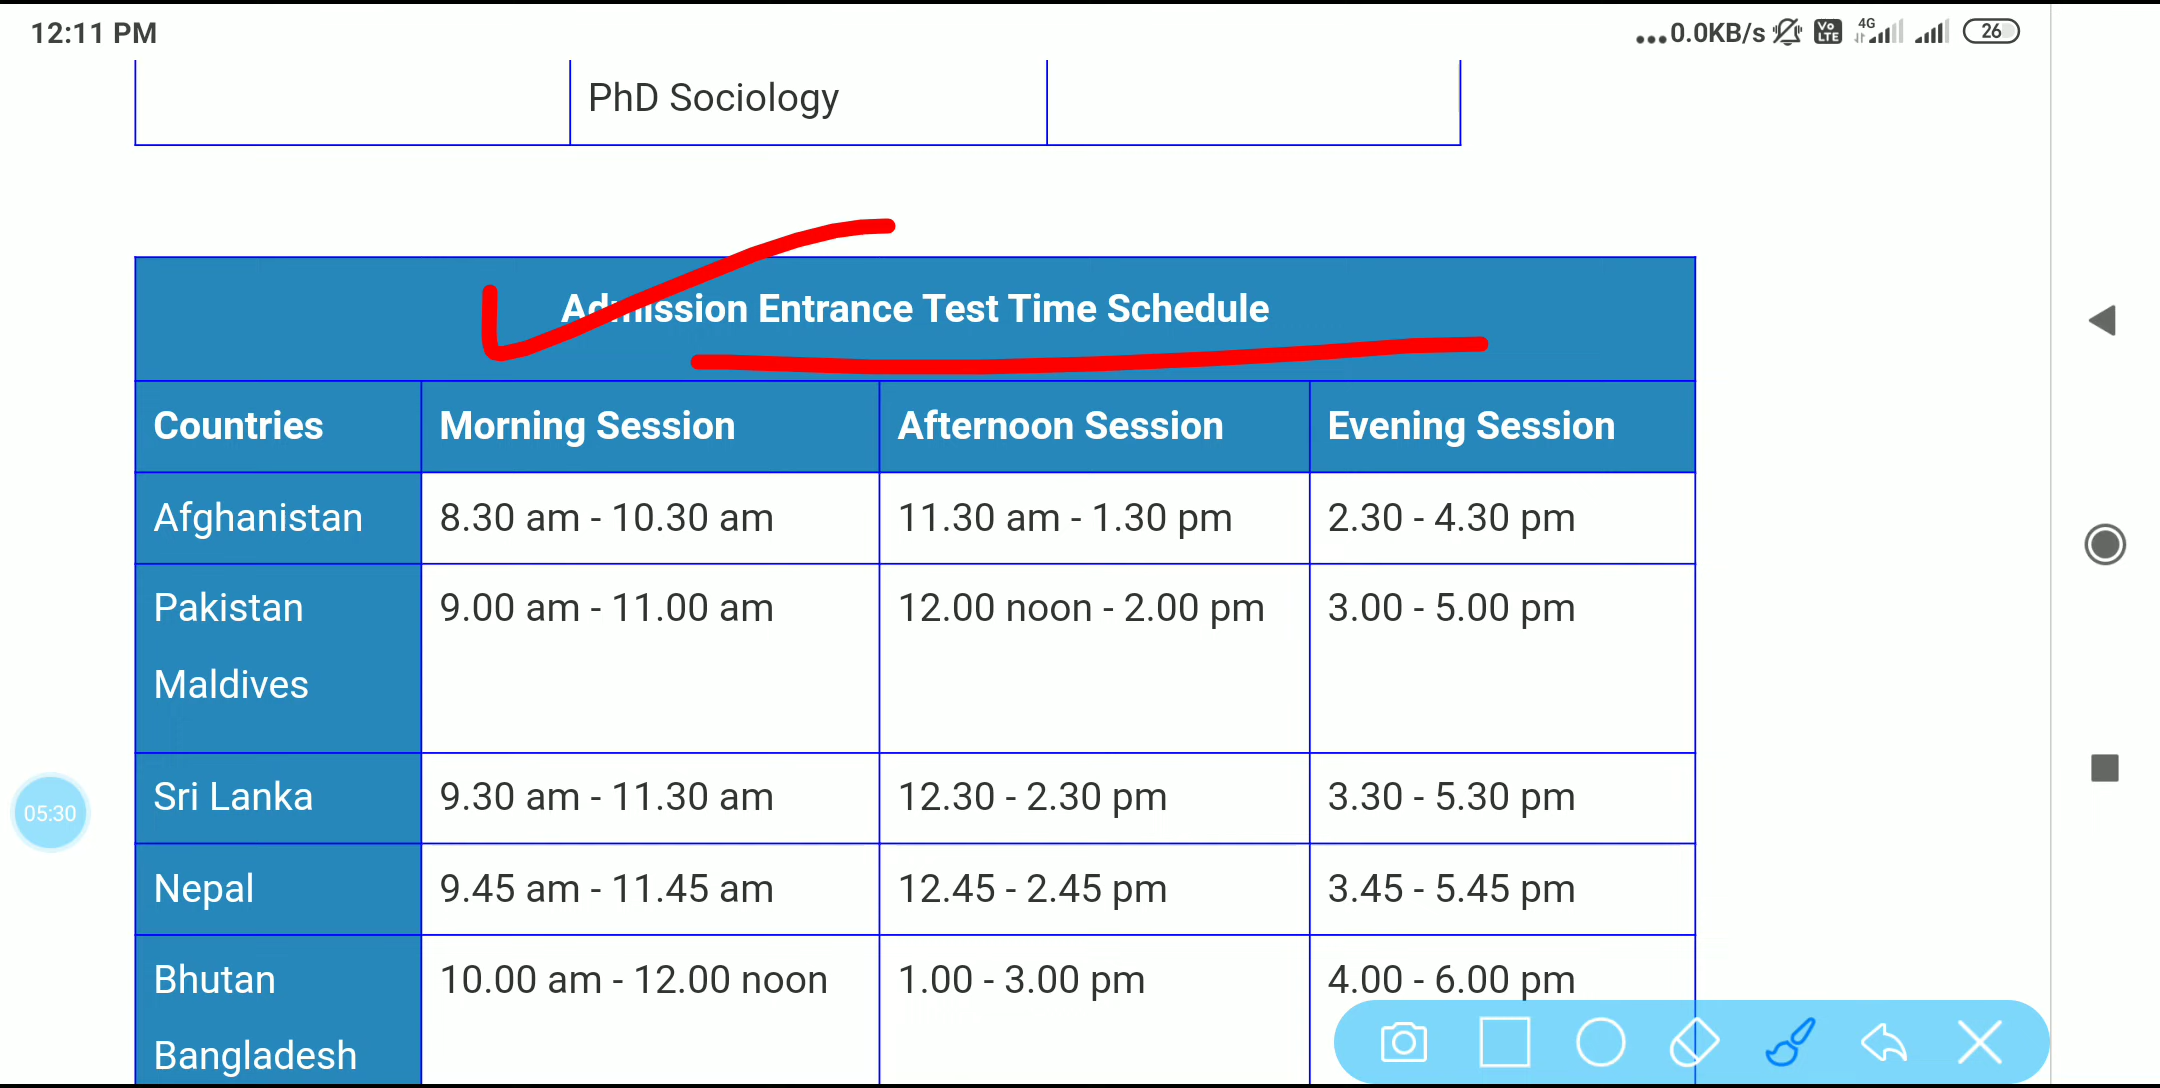 12:11 PM
...0.0KB/s Vo LTE 4G 26
PhD Sociology
Admission Entrance Test Time Schedule
Countries Morning Session Afternoon Session Evening Session
Afghanistan 8.30 am - 10.30 am 11.30 am - 1.30 pm 2.30 - 4.30 pm
Pakistan 9.00 am - 11.00 am 12.00 noon - 2.00 pm 3.00 - 5.00 pm
Maldives
Sri Lanka 9.30 am - 11.30 am 12.30 - 2.30 pm 3.30 - 5.30 pm
05:30
Nepal 9.45 am - 11.45 am 12.45 - 2.45 pm 3.45 - 5.45 pm
Bhutan 10.00 am - 12.00 noon 1.00 - 3.00 pm 4.00 - 6.00 pm
Bangladesh